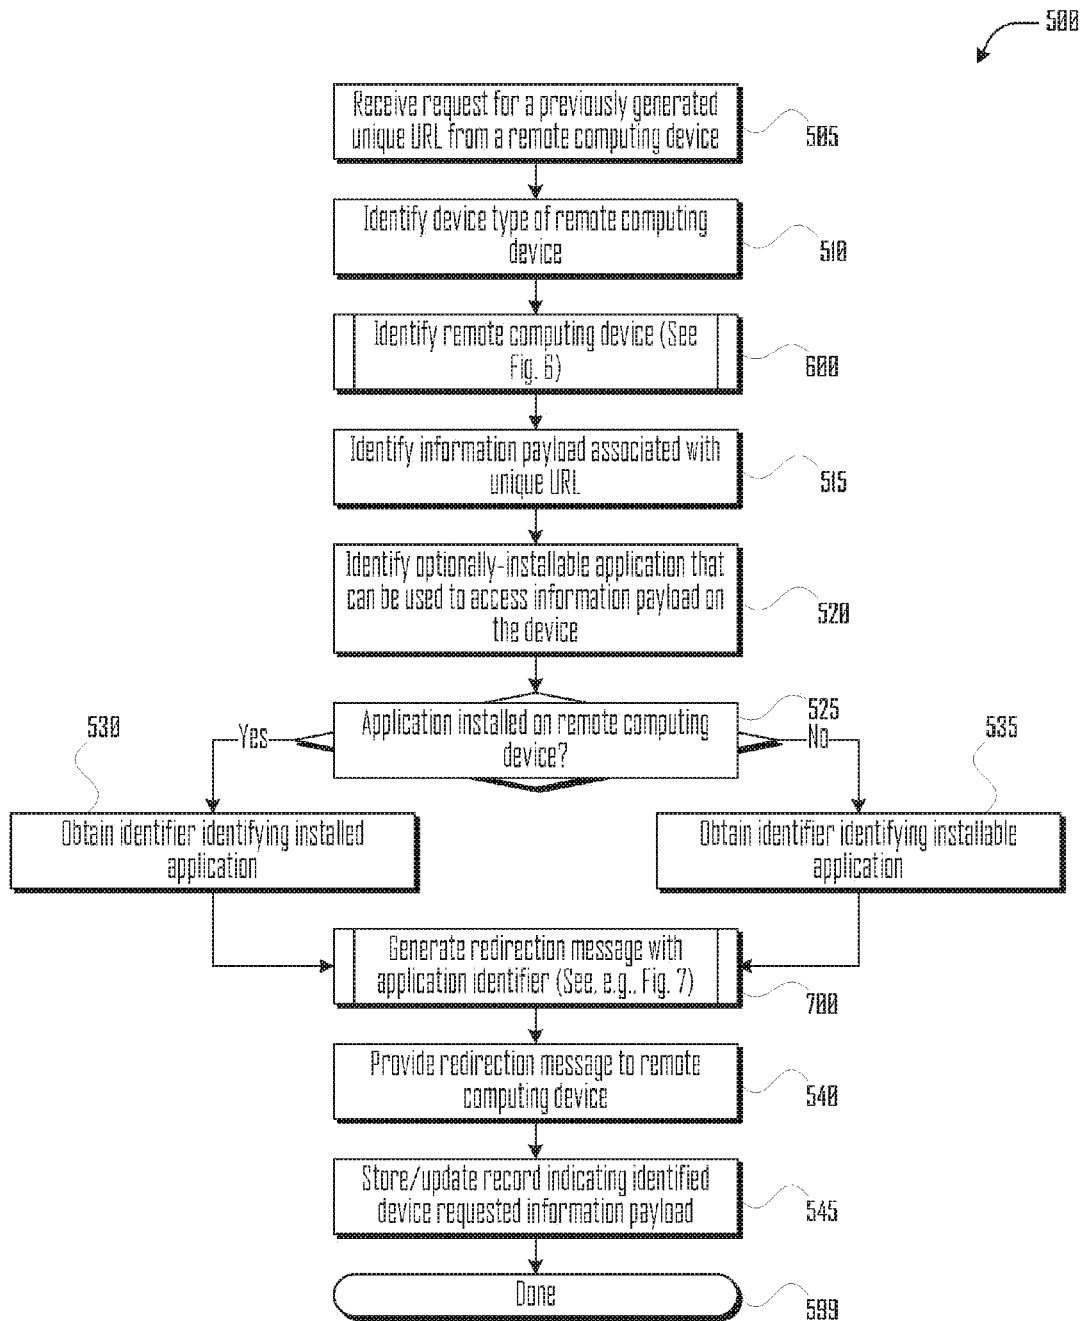 500
Receive request for a previously generated
unique URL from a remote computing device
505
Identify device type of remote computing
device
510
Identify remote computing device (See
Fig. 6)
600
Identify information payload associated with
unique URL
515
Identify optionally-installable application that
can be used to access information payload on
the device
520
Application installed on remote computing
device?
525
Yes
No
530
535
Obtain identifier identifying installed
application
Obtain identifier identifying installable
application
Generate redirection message with
application identifier (See, e.g., Fig. 7)
700
Provide redirection message to remote
computing device
540
Store/update record indicating identified
device requested information payload
545
Done
599